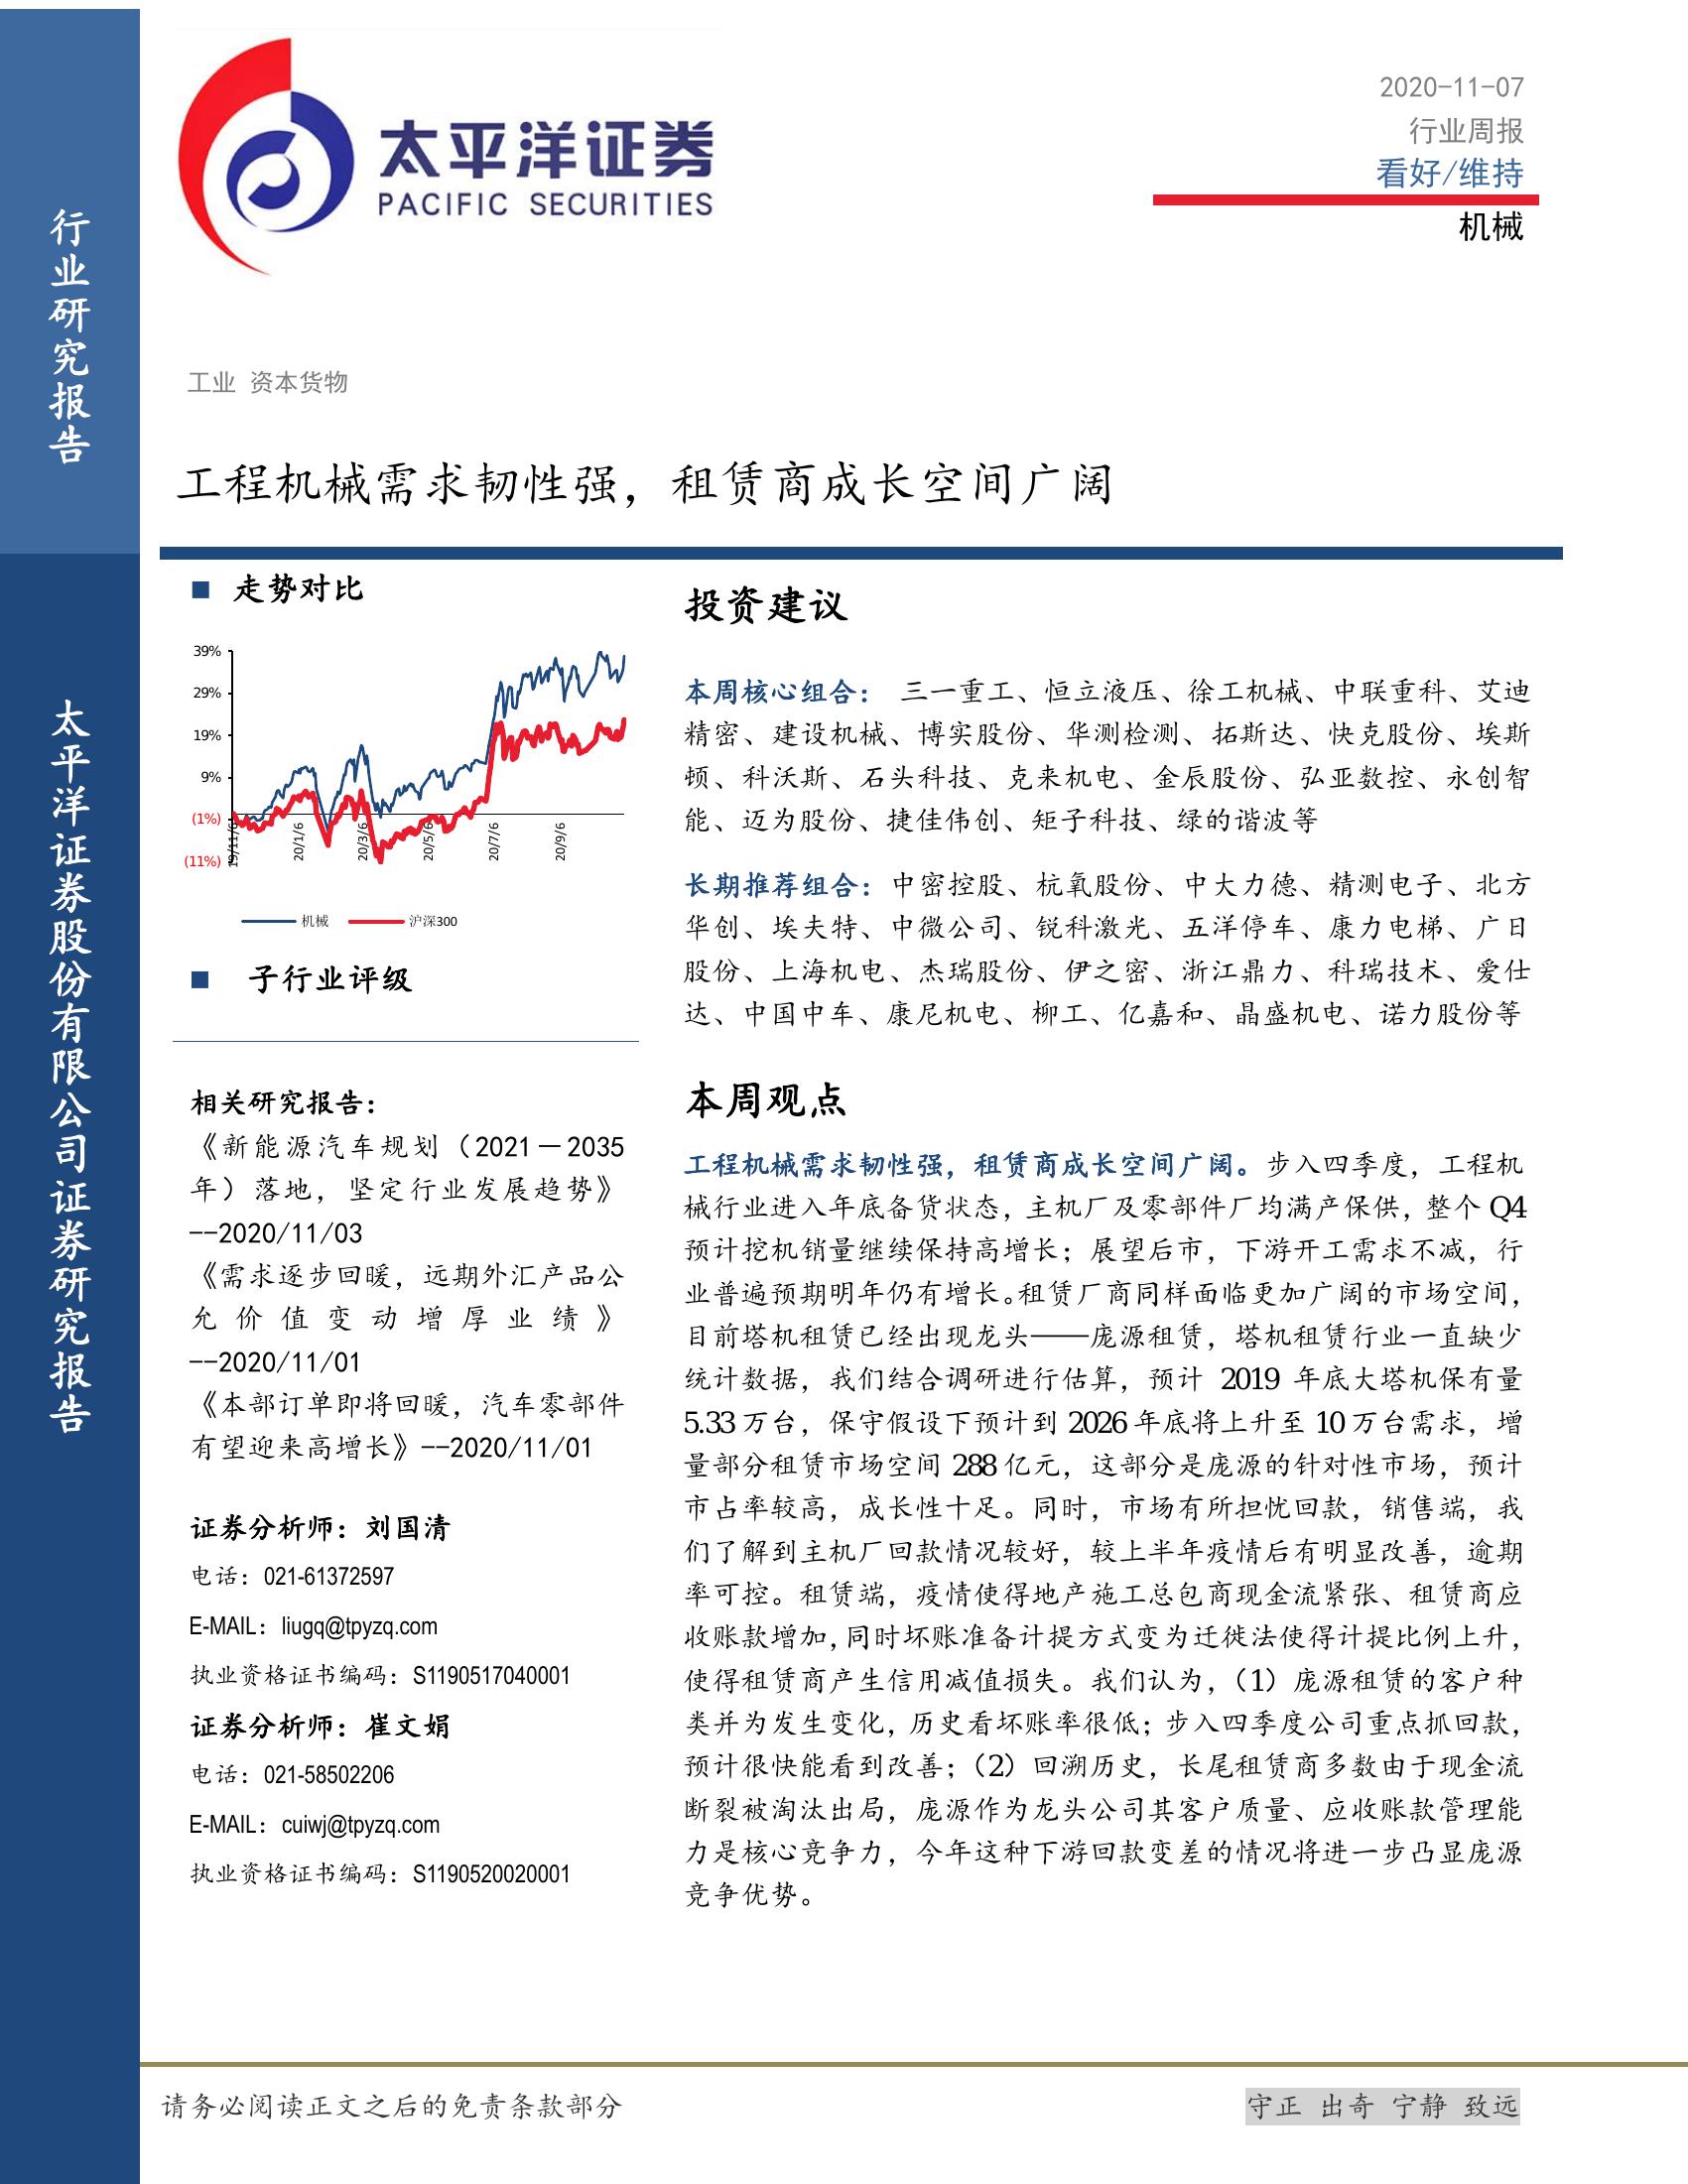 行业研究报告
太平洋证券股份有限公司证券研究报告
太平洋证券
PACIFIC SECURITIES
2020-11-07
行业周报
看好/维持
机械
工业 资本货物
工程机械需求韧性强，租赁商成长空间广阔
■ 走势对比
39%
29%
19%
9%
(1%)
(11%)
19/11/6
20/1/6
20/3/6
20/5/6
20/7/6
20/9/6
机械 沪深300
■ 子行业评级
相关研究报告：
《新能源汽车规划（2021－2035
年）落地，坚定行业发展趋势》
--2020/11/03
《需求逐步回暖，远期外汇产品公
允价值变动增厚业绩》
--2020/11/01
《本部订单即将回暖，汽车零部件
有望迎来高增长》--2020/11/01
证券分析师：刘国清
电话：021-61372597
E-MAIL：liugq@tpyzq.com
执业资格证书编码：S1190517040001
证券分析师：崔文娟
电话：021-58502206
E-MAIL：cuiwj@tpyzq.com
执业资格证书编码：S1190520020001
投资建议
本周核心组合： 三一重工、恒立液压、徐工机械、中联重科、艾迪
精密、建设机械、博实股份、华测检测、拓斯达、快克股份、埃斯
顿、科沃斯、石头科技、克来机电、金辰股份、弘亚数控、永创智
能、迈为股份、捷佳伟创、矩子科技、绿的谐波等
长期推荐组合：中密控股、杭氧股份、中大力德、精测电子、北方
华创、埃夫特、中微公司、锐科激光、五洋停车、康力电梯、广日
股份、上海机电、杰瑞股份、伊之密、浙江鼎力、科瑞技术、爱仕
达、中国中车、康尼机电、柳工、亿嘉和、晶盛机电、诺力股份等
本周观点
工程机械需求韧性强，租赁商成长空间广阔。步入四季度，工程机
械行业进入年底备货状态，主机厂及零部件厂均满产保供，整个 Q4
预计挖机销量继续保持高增长；展望后市，下游开工需求不减，行
业普遍预期明年仍有增长。租赁厂商同样面临更加广阔的市场空间，
目前塔机租赁已经出现龙头——庞源租赁，塔机租赁行业一直缺少
统计数据，我们结合调研进行估算，预计 2019 年底大塔机保有量
5.33 万台，保守假设下预计到 2026 年底将上升至 10 万台需求，增
量部分租赁市场空间 288 亿元，这部分是庞源的针对性市场，预计
市占率较高，成长性十足。同时，市场有所担忧回款，销售端，我
们了解到主机厂回款情况较好，较上半年疫情后有明显改善，逾期
率可控。租赁端，疫情使得地产施工总包商现金流紧张、租赁商应
收账款增加，同时坏账准备计提方式变为迁徙法使得计提比例上升，
使得租赁商产生信用减值损失。我们认为，（1）庞源租赁的客户种
类并为发生变化，历史看坏账率很低；步入四季度公司重点抓回款，
预计很快能看到改善；（2）回溯历史，长尾租赁商多数由于现金流
断裂被淘汰出局，庞源作为龙头公司其客户质量、应收账款管理能
力是核心竞争力，今年这种下游回款变差的情况将进一步凸显庞源
竞争优势。
请务必阅读正文之后的免责条款部分
守正 出奇 宁静 致远